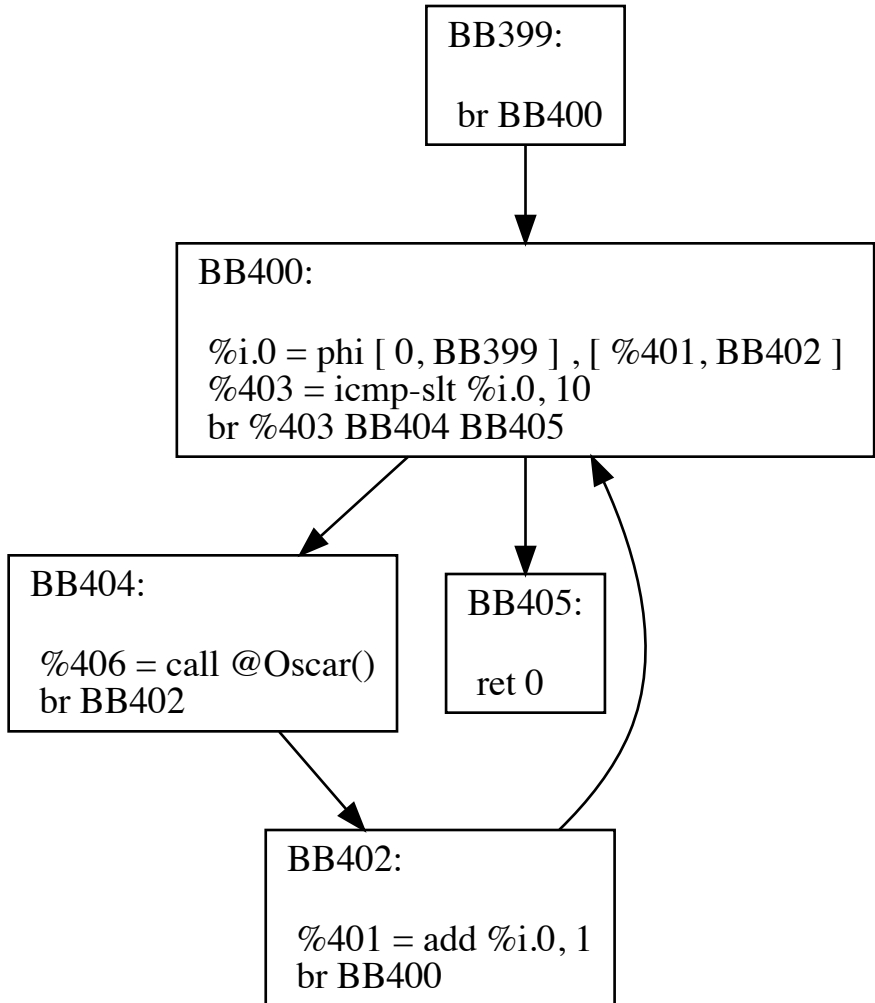 BB399:
br BB400
BB400:
%i.0 = phi [ 0, BB399 ] , [ %401, BB402 ]
%403 = icmp-slt %i.0, 10
br %403 BB404 BB405
BB404:
%406 = call @Oscar()
br BB402
BB405:
ret 0
BB402:
%401 = add %i.0, 1
br BB400